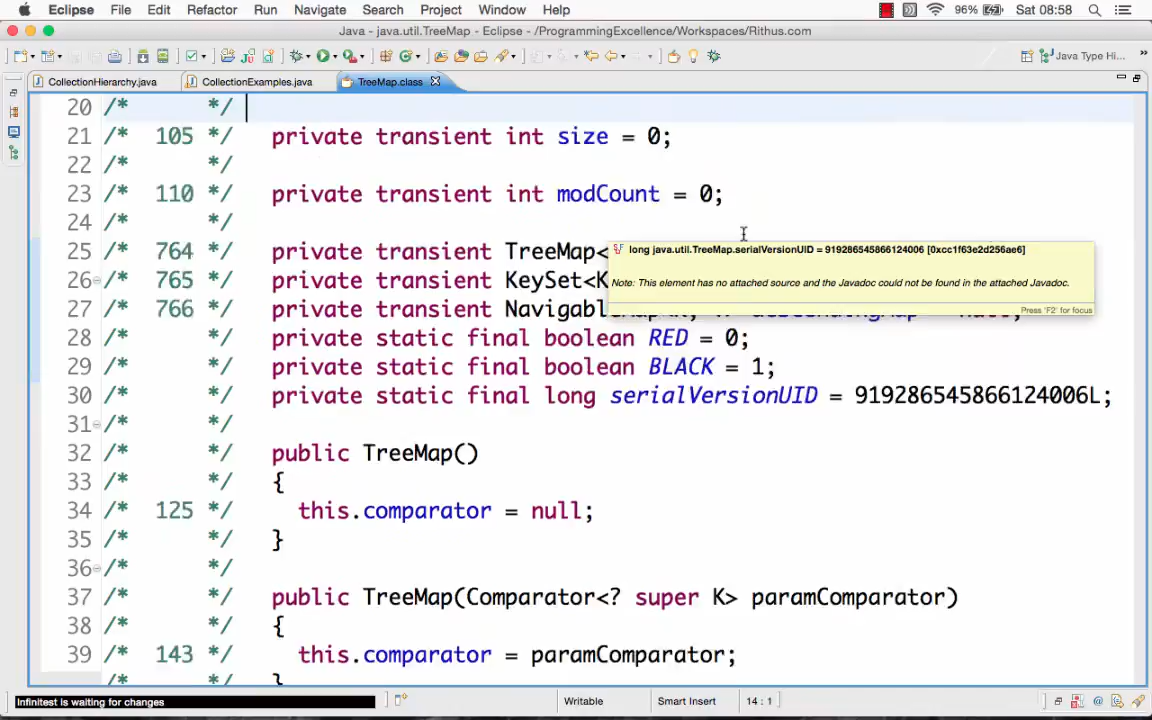 Eclipse File Edit Refactor Run Navigate Search Project Window Help 96% Sat 08:58
Java - java.util.TreeMap - Eclipse - /ProgrammingExcellence/Workspaces/Rithus.com
Java Type Hi...
CollectionHierarchy.java CollectionExamples.java TreeMap.class
20 /* */
21 /* 105 */ private transient int size = 0;
22 /* */
23 /* 110 */ private transient int modCount = 0;
24 /* */
25 /* 764 */ private transient TreeMap<
long java.util.TreeMap.serialVersionUID = 919286545866124006 [0xcc1f63e2d256ae6]
26 /* 765 */ private transient KeySet<K
Note: This element has no attached source and the Javadoc could not be found in the attached Javadoc.
27 /* 766 */ private transient
Press 'F2' for focus
28 /* */ private static final boolean RED = 0;
29 /* */ private static final boolean BLACK = 1;
30 /* */ private static final long serialVersionUID = 919286545866124006L;
31 /* */
32 /* */ public TreeMap()
33 /* */ {
34 /* 125 */ this.comparator = null;
35 /* */ }
36 /* */
37 /* */ public TreeMap(Comparator<? super K> paramComparator)
38 /* */ {
39 /* 143 */ this.comparator = paramComparator;
/* */ }
Infinitest is waiting for changes Writable Smart Insert 14 : 1